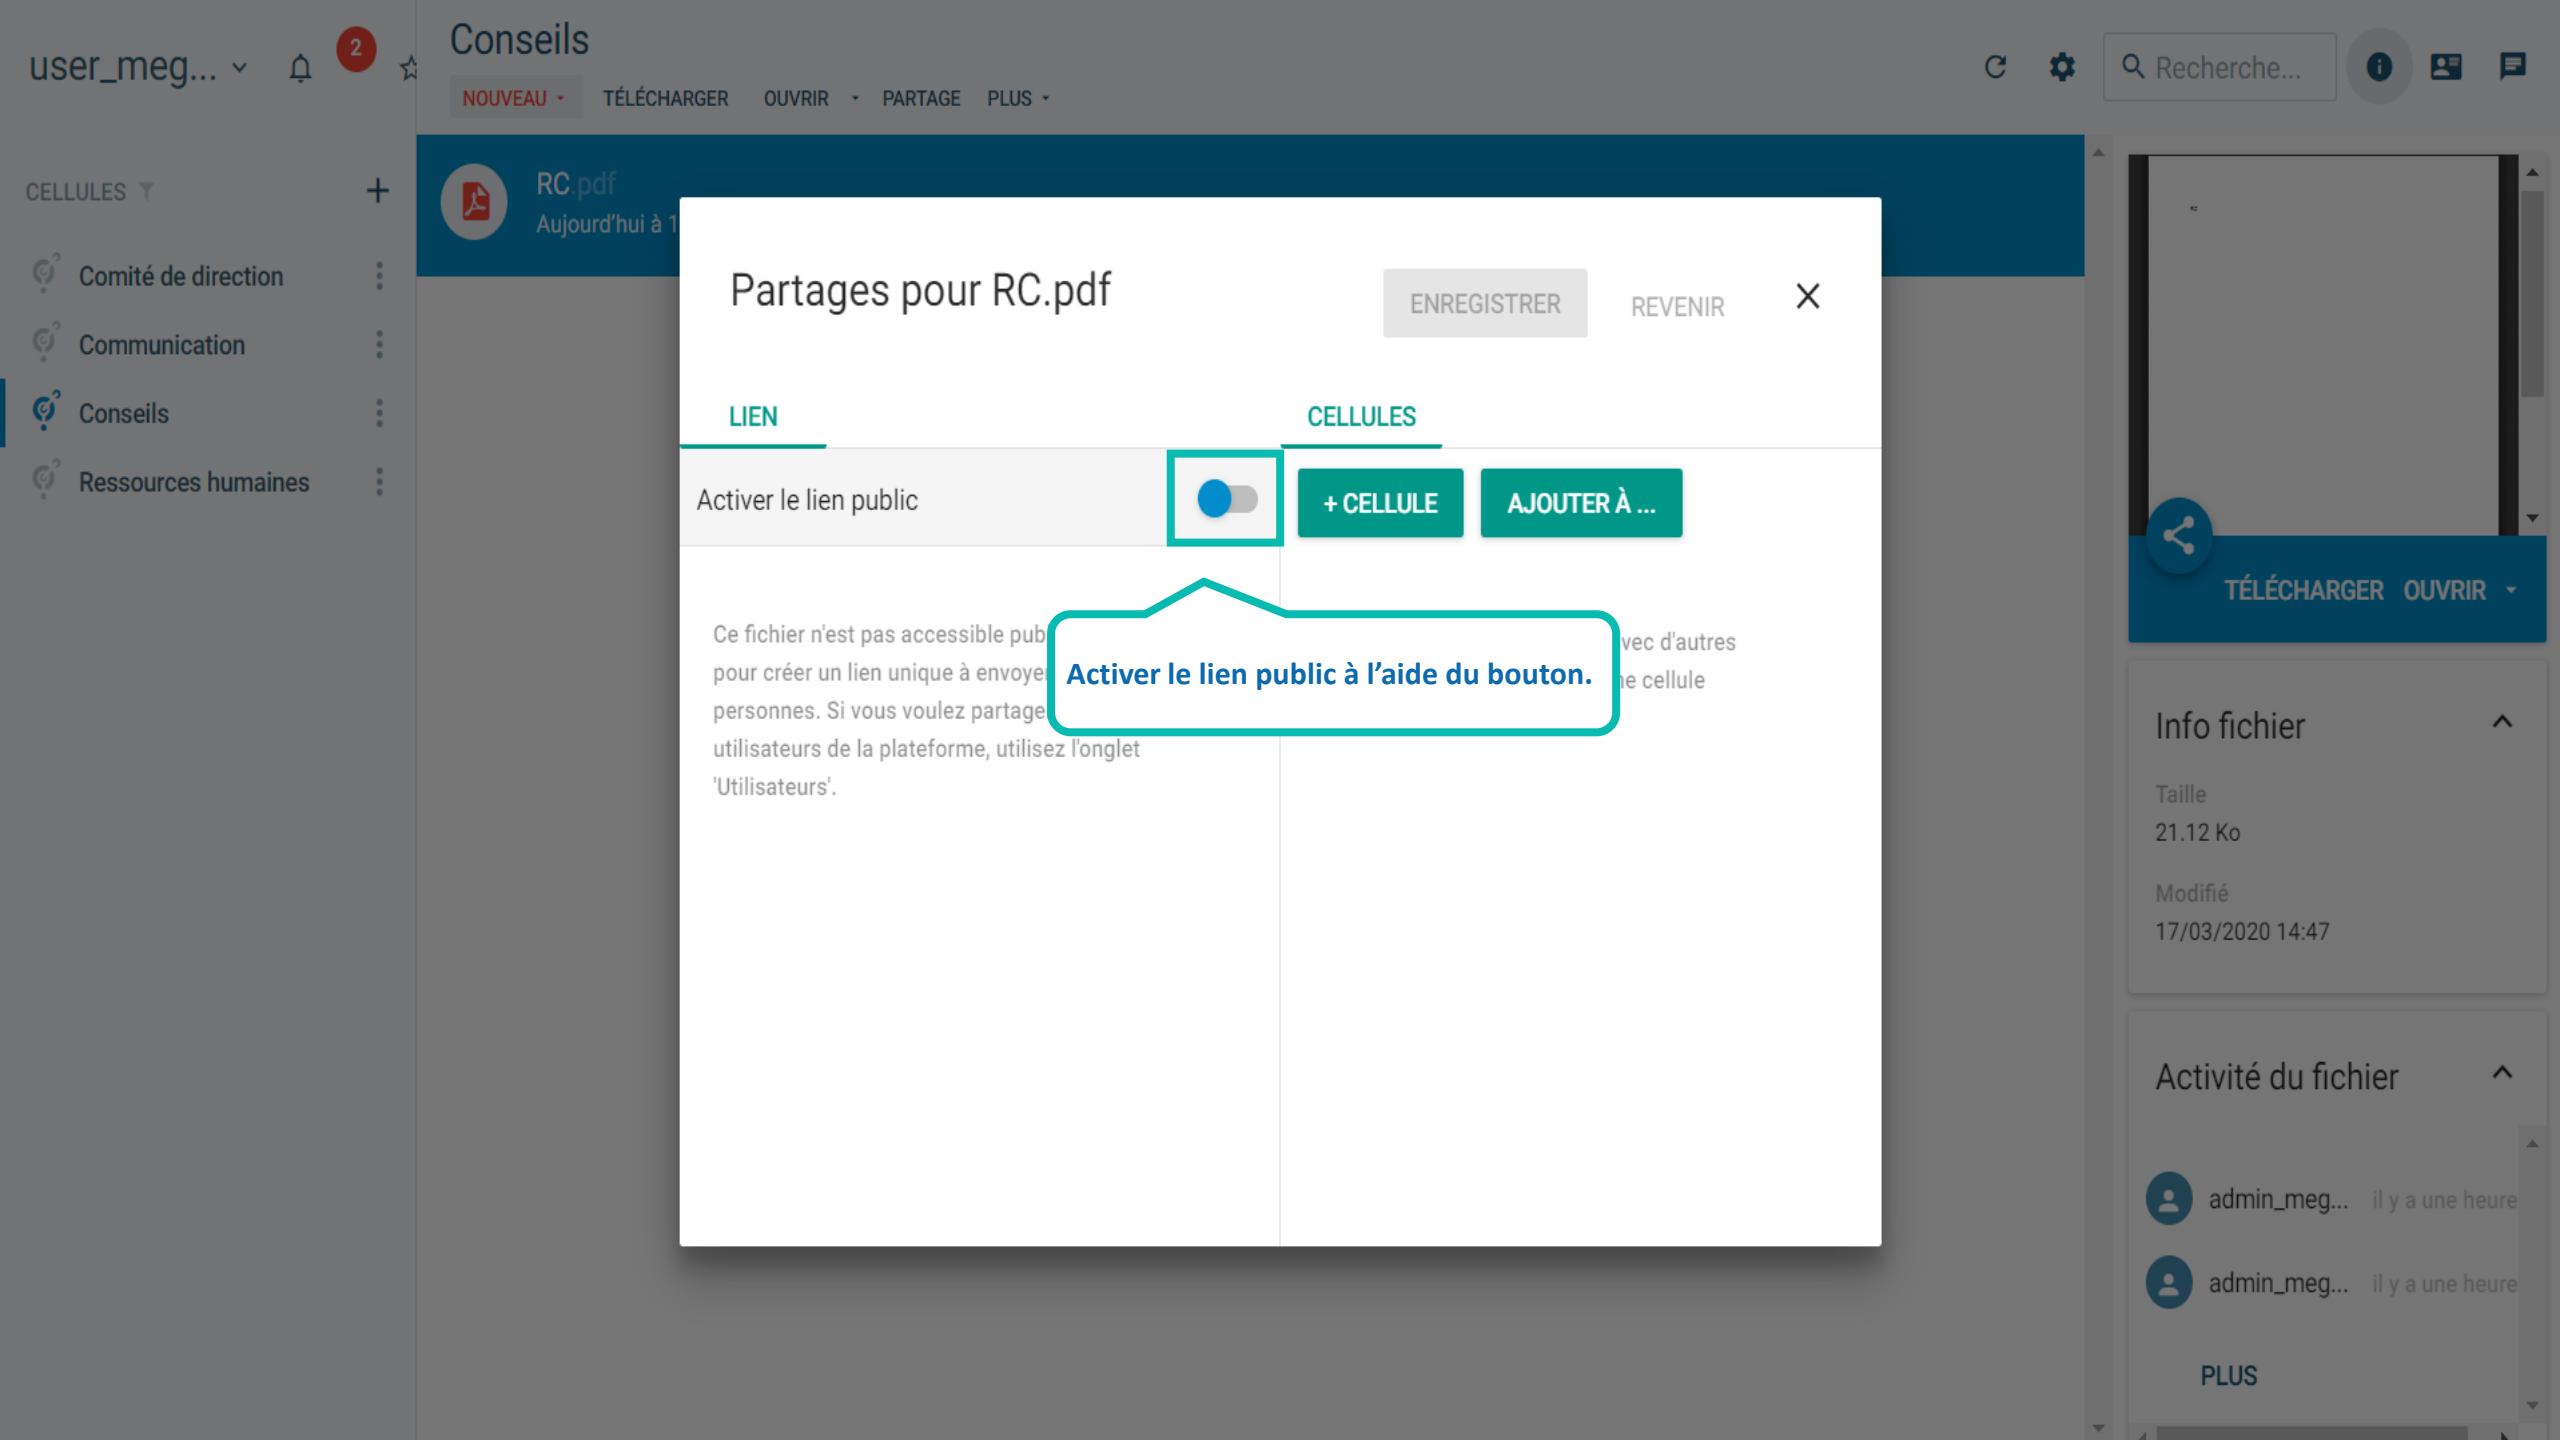 user_meg...
2
Conseils
NOUVEAU
TÉLÉCHARGER
OUVRIR
PARTAGE
PLUS
Recherche...
CELLULES
Comité de direction
Communication
Conseils
Ressources humaines
RC.pdf
Aujourd'hui à 1
Partages pour RC.pdf
ENREGISTRER
REVENIR
LIEN
CELLULES
Activer le lien public
+ CELLULE
AJOUTER À ...
Ce fichier n'est pas accessible pub
pour créer un lien unique à envoye
personnes. Si vous voulez partage
utilisateurs de la plateforme, utilisez l'onglet
'Utilisateurs'.
vec d'autres
cellule
Activer le lien public à l’aide du bouton.
TÉLÉCHARGER
OUVRIR
Info fichier
Taille
21.12 Ko
Modifié
17/03/2020 14:47
Activité du fichier
admin_meg...
il y a une heure
admin_meg...
il y a une heure
PLUS